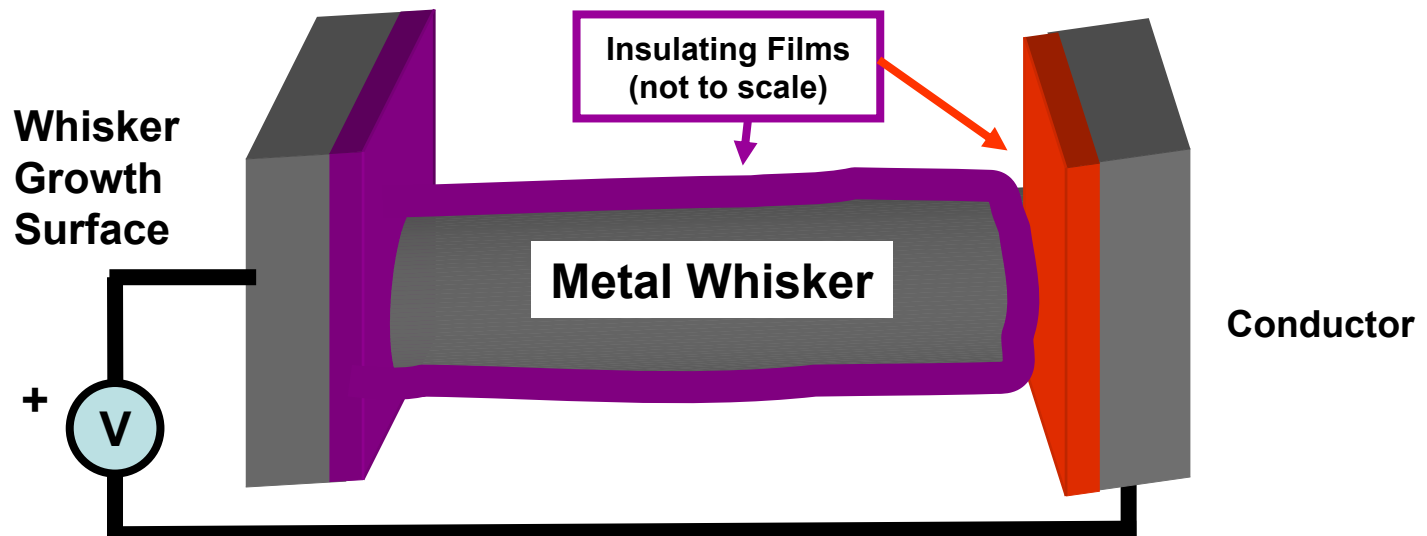 Insulating Films
(not to scale)
Whisker
Growth
Surface
Metal Whisker
Conductor
+
V